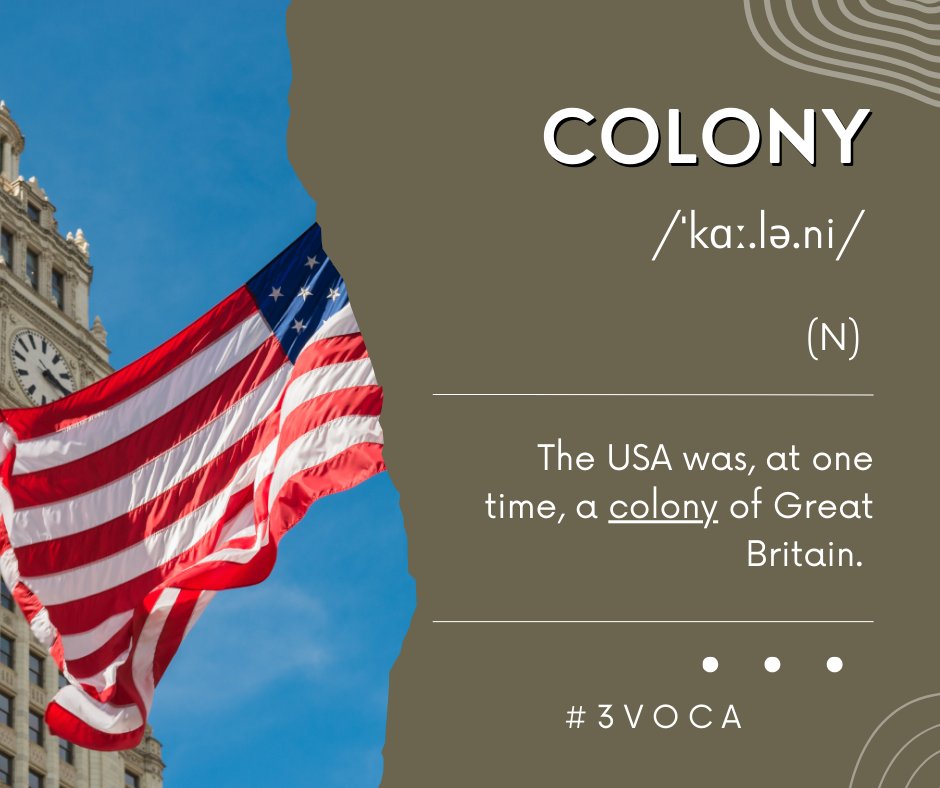 COLONY
/ˈkɑː.lə.ni/
(N)
The USA was, at one
time, a colony of Great
Britain.
#3VOCA